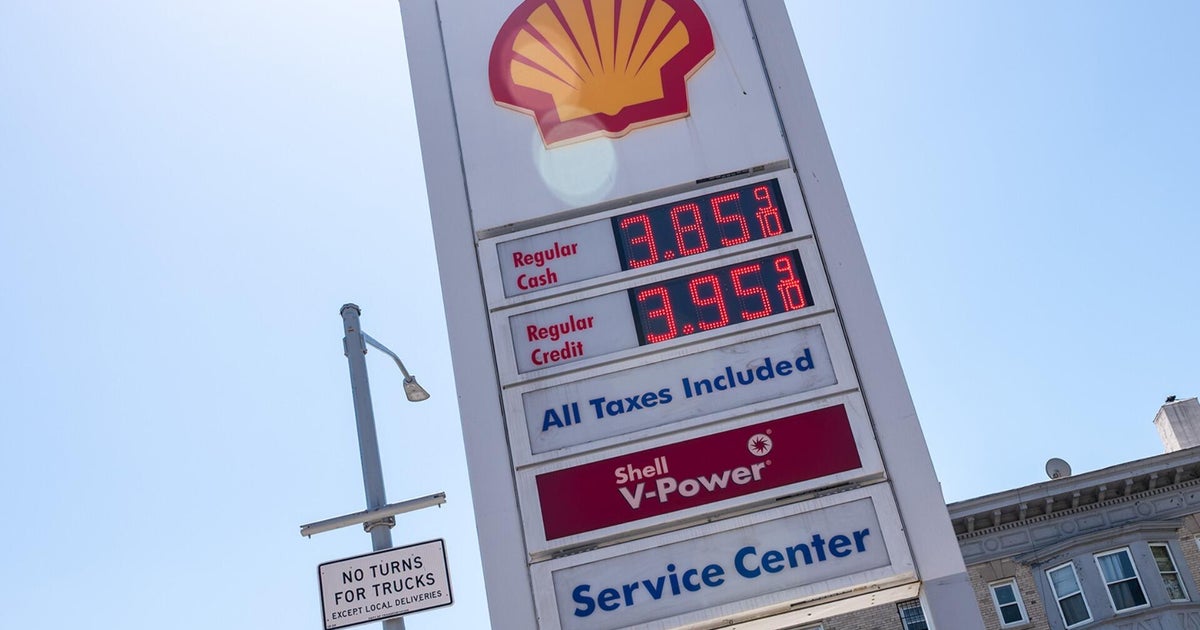 Regular
Cash
3.85 9/10
Regular
Credit
3.95 9/10
All Taxes Included
Shell
V-Power
Service Center
NO TURNS
FOR TRUCKS
EXCEPT LOCAL DELIVERIES